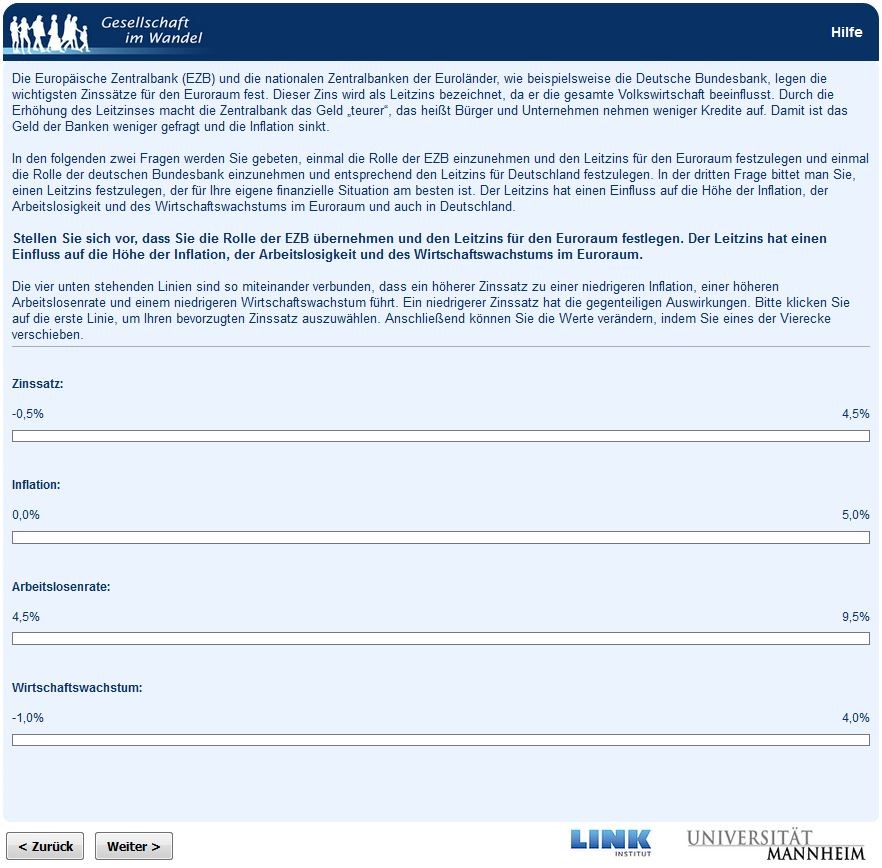 Gesellschaft
im Wandel
Hilfe
Die Europäische Zentralbank (EZB) und die nationalen Zentralbanken der Euroländer, wie beispielsweise die Deutsche Bundesbank, legen die
wichtigsten Zinssätze für den Euroraum fest. Dieser Zins wird als Leitzins bezeichnet, da er die gesamte Volkswirtschaft beeinflusst. Durch die
Erhöhung des Leitzinses macht die Zentralbank das Geld „teurer“, das heißt Bürger und Unternehmen nehmen weniger Kredite auf. Damit ist das
Geld der Banken weniger gefragt und die Inflation sinkt.
In den folgenden zwei Fragen werden Sie gebeten, einmal die Rolle der EZB einzunehmen und den Leitzins für den Euroraum festzulegen und einmal
die Rolle der deutschen Bundesbank einzunehmen und entsprechend den Leitzins für Deutschland festzulegen. In der dritten Frage bittet man Sie,
einen Leitzins festzulegen, der für Ihre eigene finanzielle Situation am besten ist. Der Leitzins hat einen Einfluss auf die Höhe der Inflation, der
Arbeitslosigkeit und des Wirtschaftswachstums im Euroraum und auch in Deutschland.
Stellen Sie sich vor, dass Sie die Rolle der EZB übernehmen und den Leitzins für den Euroraum festlegen. Der Leitzins hat einen
Einfluss auf die Höhe der Inflation, der Arbeitslosigkeit und des Wirtschaftswachstums im Euroraum.
Die vier unten stehenden Linien sind so miteinander verbunden, dass ein höherer Zinssatz zu einer niedrigeren Inflation, einer höheren
Arbeitslosenrate und einem niedrigeren Wirtschaftswachstum führt. Ein niedrigerer Zinssatz hat die gegenteiligen Auswirkungen. Bitte klicken Sie
auf die erste Linie, um Ihren bevorzugten Zinssatz auszuwählen. Anschließend können Sie die Werte verändern, indem Sie eines der Vierecke
verschieben.
Zinssatz:
-0,5% 4,5%
Inflation:
0,0% 5,0%
Arbeitslosenrate:
4,5% 9,5%
Wirtschaftswachstum:
-1,0% 4,0%
< Zurück Weiter >
LINK
INSTITUT
UNIVERSITÄT
MANNHEIM